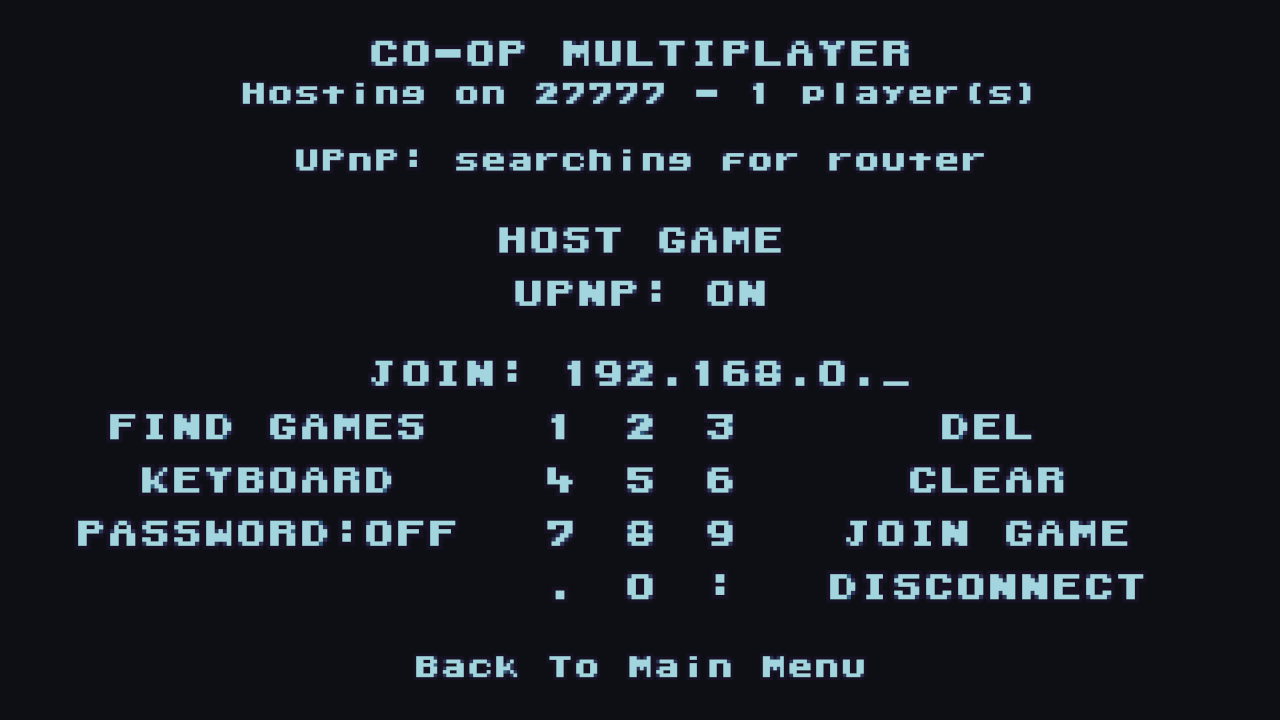 CO-OP MULTIPLAYER
Hosting on 27777 - 1 player(s)
UPnP: searching for router
HOST GAME
UPNP: ON
JOIN: 192.168.0._
FIND GAMES 1 2 3 DEL
KEYBOARD 4 5 6 CLEAR
PASSWORD:OFF 7 8 9 JOIN GAME
. 0 : DISCONNECT
Back To Main Menu